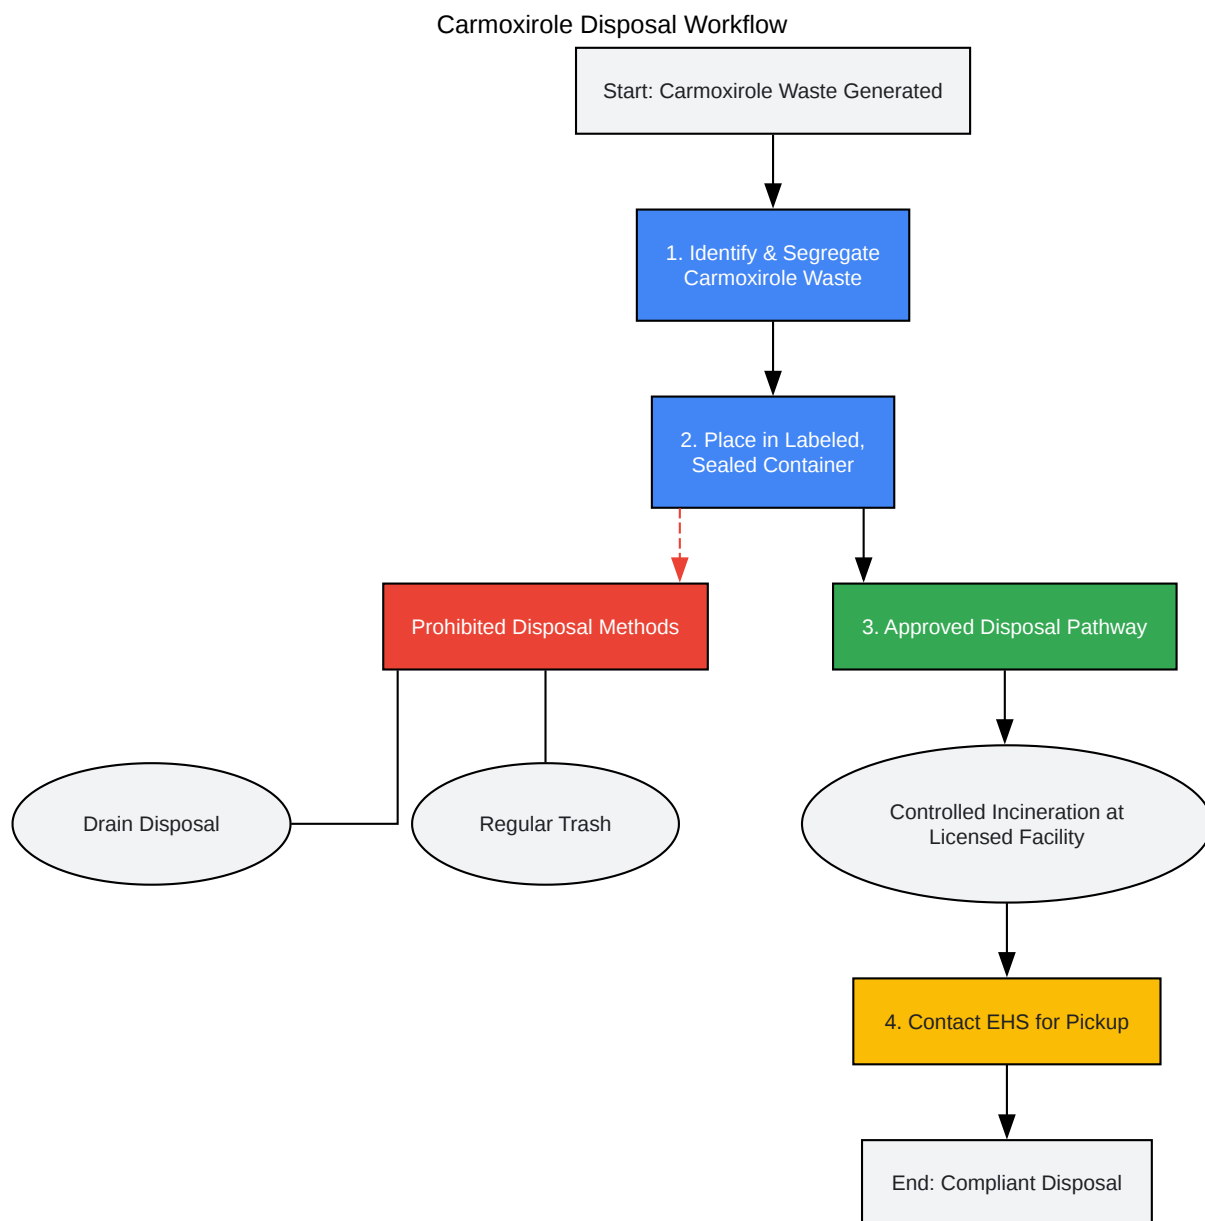 Carmoxirole Disposal Workflow
Start: Carmoxirole Waste Generated
1. Identify & Segregate
Carmoxirole Waste
2. Place in Labeled,
Sealed Container
Prohibited Disposal Methods
3. Approved Disposal Pathway
Drain Disposal
Regular Trash
Controlled Incineration at
Licensed Facility
4. Contact EHS for Pickup
End: Compliant Disposal